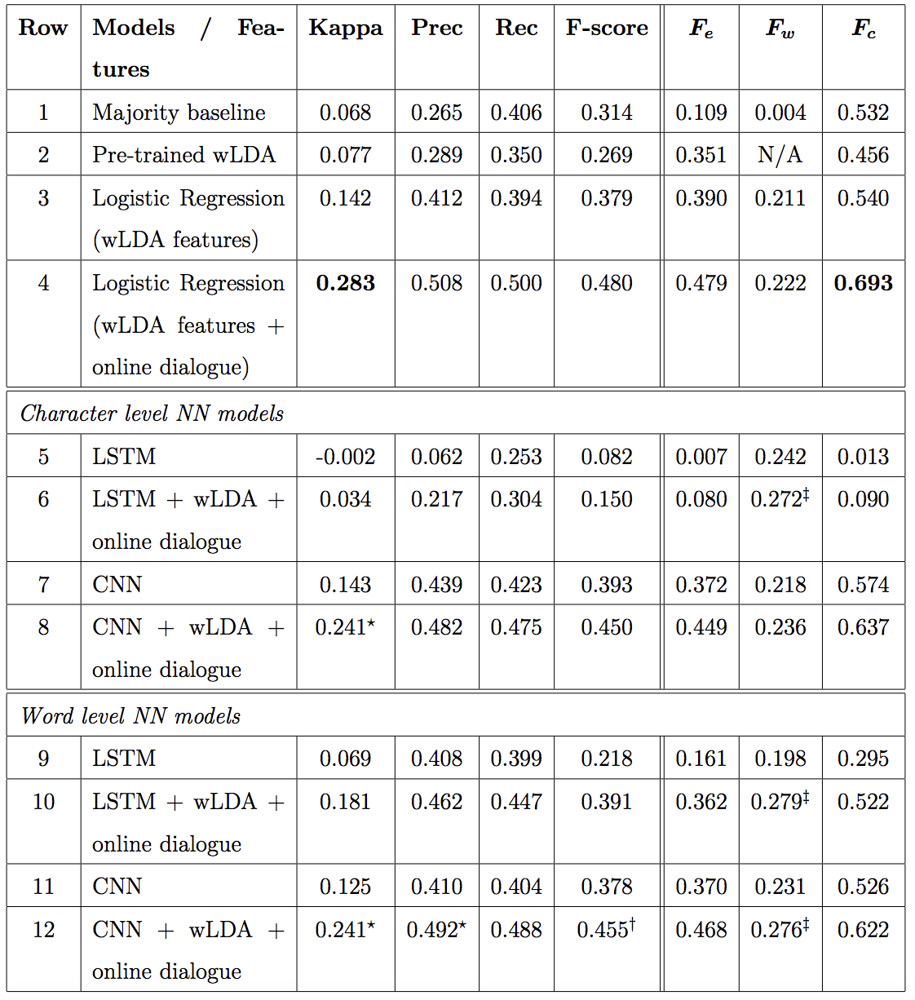 Row Models / Fea- Kappa Prec Rec F-score Fe Fw Fc
tures
1 Majority baseline 0.068 0.265 0.406 0.314 0.109 0.004 0.532
2 Pre-trained wLDA 0.077 0.289 0.350 0.269 0.351 N/A 0.456
3 Logistic Regression 0.142 0.412 0.394 0.379 0.390 0.211 0.540
(wLDA features)
4 Logistic Regression 0.283 0.508 0.500 0.480 0.479 0.222 0.693
(wLDA features +
online dialogue)
Character level NN models
5 LSTM -0.002 0.062 0.253 0.082 0.007 0.242 0.013
6 LSTM + wLDA + 0.034 0.217 0.304 0.150 0.080 0.272‡ 0.090
online dialogue
7 CNN 0.143 0.439 0.423 0.393 0.372 0.218 0.574
8 CNN + wLDA + 0.241⋆ 0.482 0.475 0.450 0.449 0.236 0.637
online dialogue
Word level NN models
9 LSTM 0.069 0.408 0.399 0.218 0.161 0.198 0.295
10 LSTM + wLDA + 0.181 0.462 0.447 0.391 0.362 0.279‡ 0.522
online dialogue
11 CNN 0.125 0.410 0.404 0.378 0.370 0.231 0.526
12 CNN + wLDA + 0.241⋆ 0.492⋆ 0.488 0.455† 0.468 0.276‡ 0.622
online dialogue